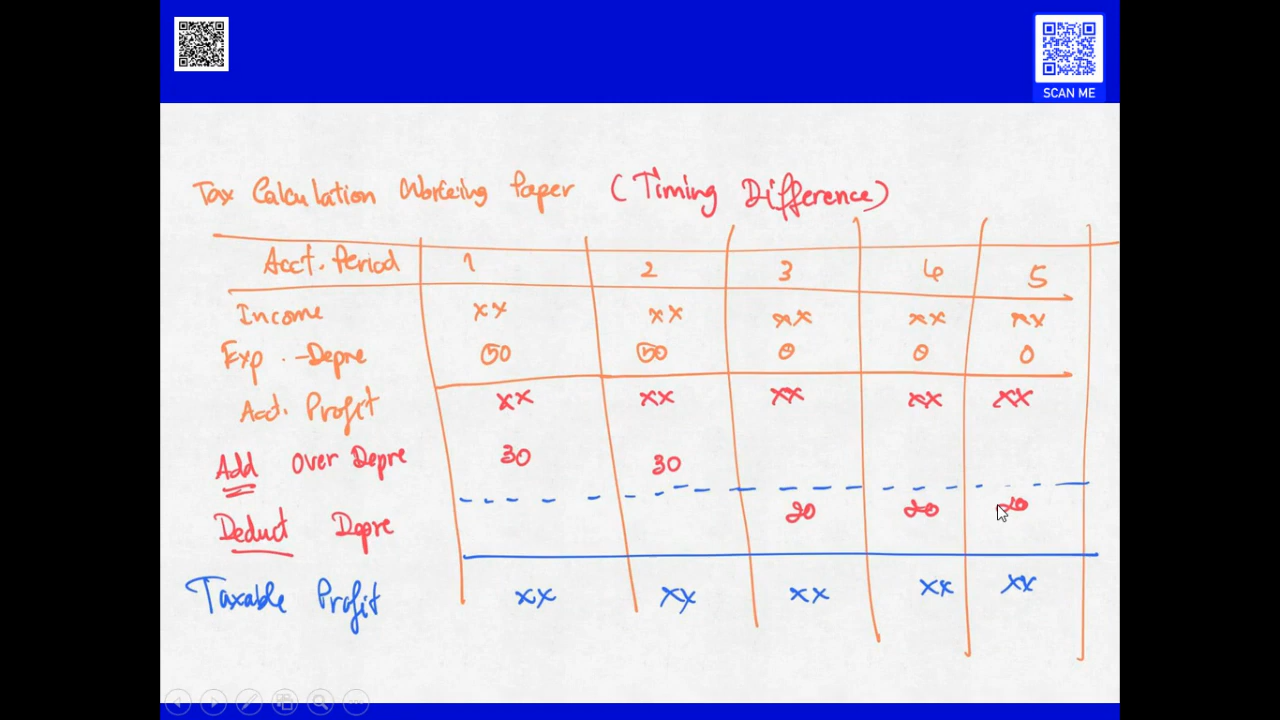 SCAN ME
Tax Calculation Working Paper (Timing Difference)
Acct. Period 1 2 3 4 5
Income xx xx xx xx xx
Exp. - Depre 50 50 0 0 0
Acct. Profit xx xx xx xx xx
Add Over Depre 30 30
Deduct Depre 20 20 20
Taxable Profit xx xx xx xx xx